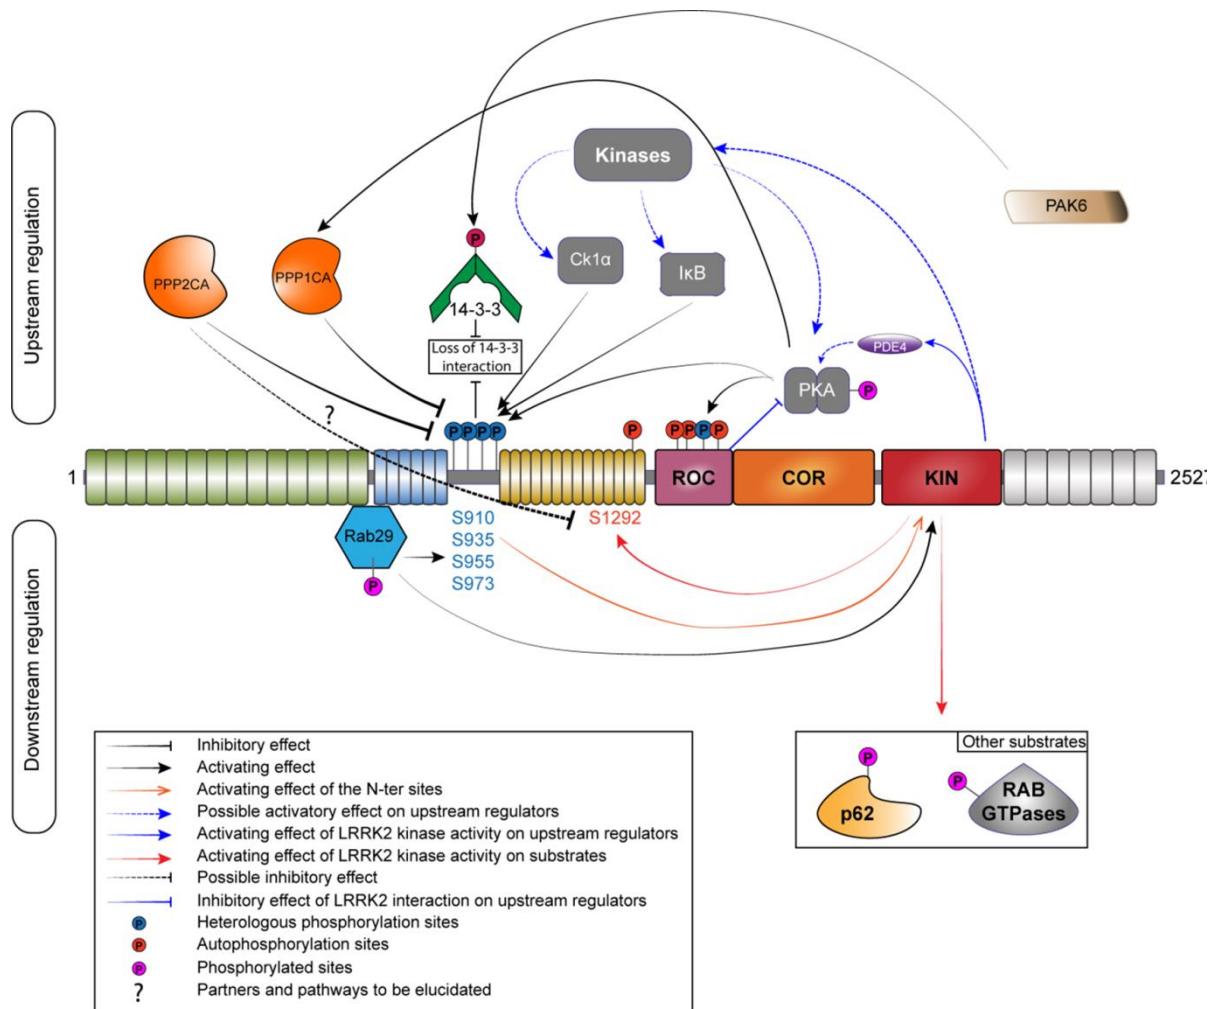 Upstream regulation
Kinases
PAK6
P
PPP2CA
PPP1CA
Ck1α
IκB
14-3-3
Loss of 14-3-3
interaction
PDE4
PKA
P
?
P
P
P
P
P
P
P
P
P
1
ROC
COR
KIN
2527
Rab29
P
S910
S935
S955
S973
S1292
Downstream regulation
Other substrates
P
p62
P
RAB
GTPases
Inhibitory effect
Activating effect
Activating effect of the N-ter sites
Possible activatory effect on upstream regulators
Activating effect of LRRK2 kinase activity on upstream regulators
Activating effect of LRRK2 kinase activity on substrates
Possible inhibitory effect
Inhibitory effect of LRRK2 interaction on upstream regulators
P Heterologous phosphorylation sites
P Autophosphorylation sites
P Phosphorylated sites
? Partners and pathways to be elucidated